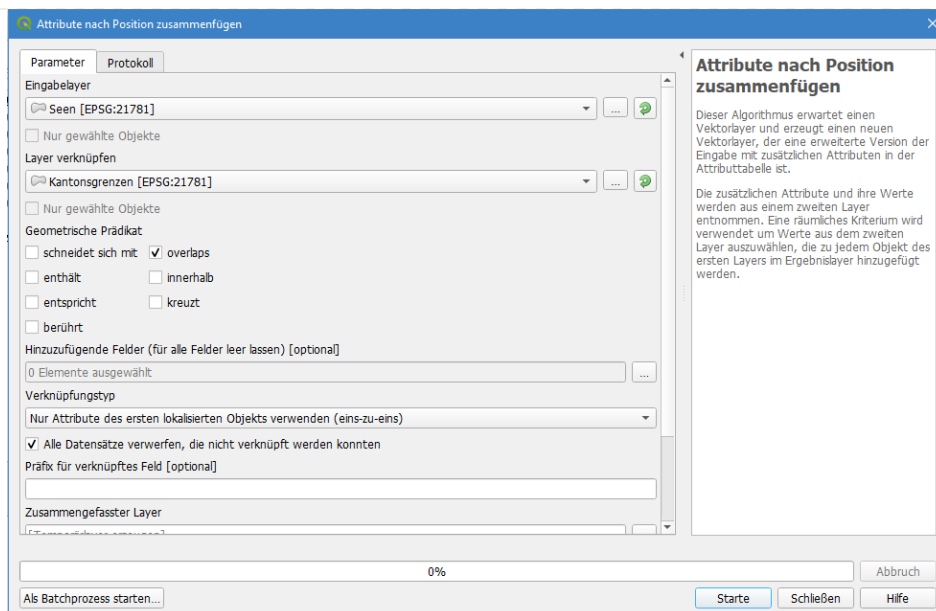 Attribute nach Position zusammenfügen
Parameter
Protokoll
Eingabelayer
Seen [EPSG:21781]
...
Nur gewählte Objekte
Layer verknüpfen
Kantonsgrenzen [EPSG:21781]
...
Nur gewählte Objekte
Geometrische Prädikat
schneidet sich mit
overlaps
enthält
innerhalb
entspricht
kreuzt
berührt
Hinzuzufügende Felder (für alle Felder leer lassen) [optional]
0 Elemente ausgewählt
...
Verknüpfungstyp
Nur Attribute des ersten lokalisierten Objekts verwenden (eins-zu-eins)
Alle Datensätze verwerfen, die nicht verknüpft werden konnten
Präfix für verknüpftes Feld [optional]
Zusammengefasster Layer
Attribute nach Position
zusammenfügen
Dieser Algorithmus erwartet einen
Vektorlayer und erzeugt einen neuen
Vektorlayer, der eine erweiterte Version der
Eingabe mit zusätzlichen Attributen in der
Attributtabelle ist.
Die zusätzlichen Attribute und ihre Werte
werden aus einem zweiten Layer
entnommen. Eine räumliches Kriterium wird
verwendet um Werte aus dem zweiten
Layer auszuwählen, die zu jedem Objekt des
ersten Layers im Ergebnislayer hinzugefügt
werden.
0%
Abbruch
Als Batchprozess starten...
Starte
Schließen
Hilfe